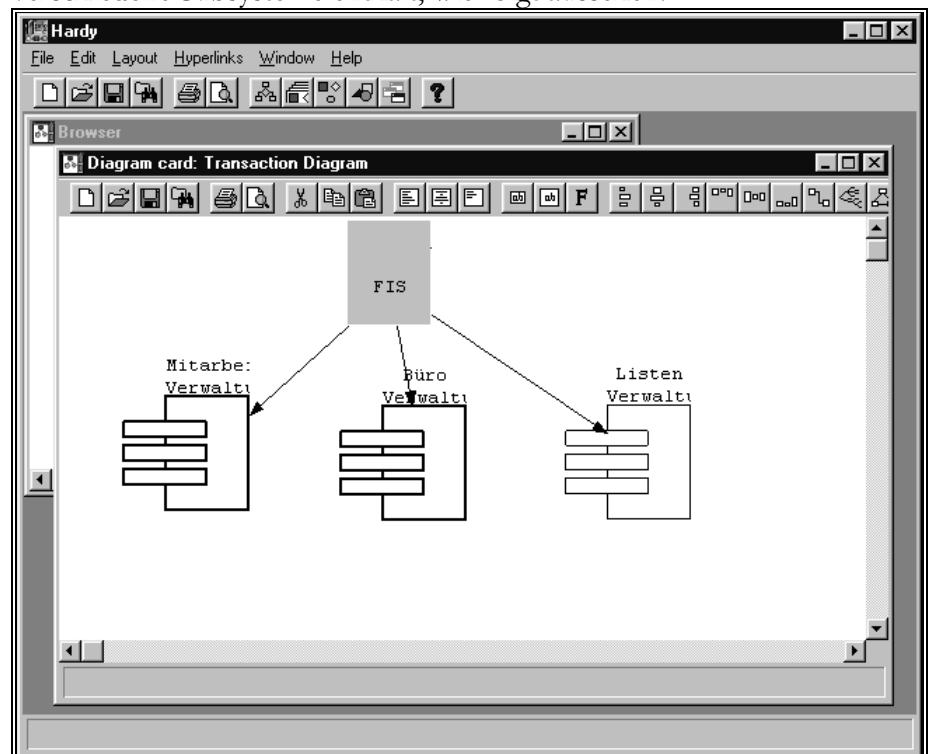 Hardy
File Edit Layout Hyperlinks Window Help
Browser
Diagram card: Transaction Diagram
F
FIS
Mitarbe
Verwaltu
Büro
Verwaltu
Listen
Verwaltu